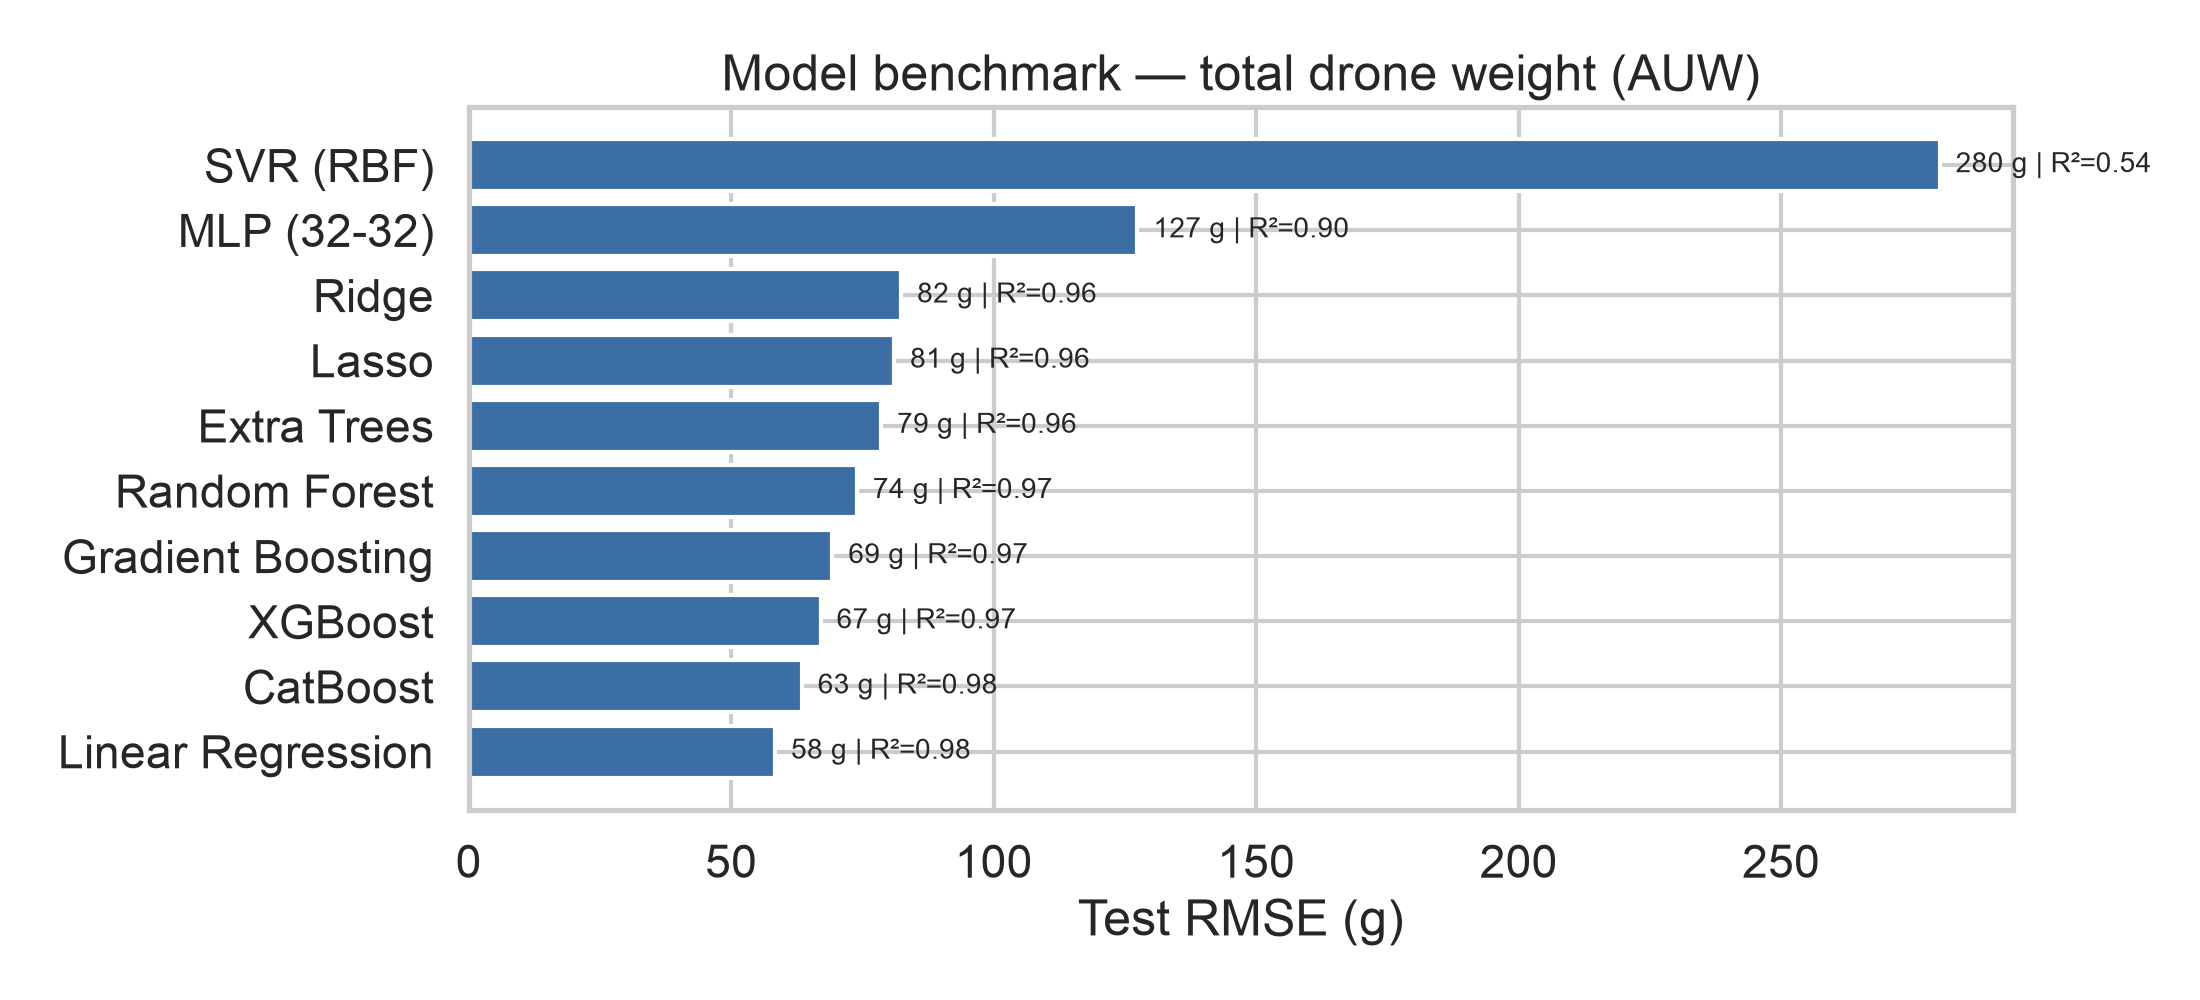 Model benchmark — total drone weight (AUW)
SVR (RBF) 280 g | R²=0.54
MLP (32-32) 127 g | R²=0.90
Ridge 82 g | R²=0.96
Lasso 81 g | R²=0.96
Extra Trees 79 g | R²=0.96
Random Forest 74 g | R²=0.97
Gradient Boosting 69 g | R²=0.97
XGBoost 67 g | R²=0.97
CatBoost 63 g | R²=0.98
Linear Regression 58 g | R²=0.98
0 50 100 150 200 250
Test RMSE (g)